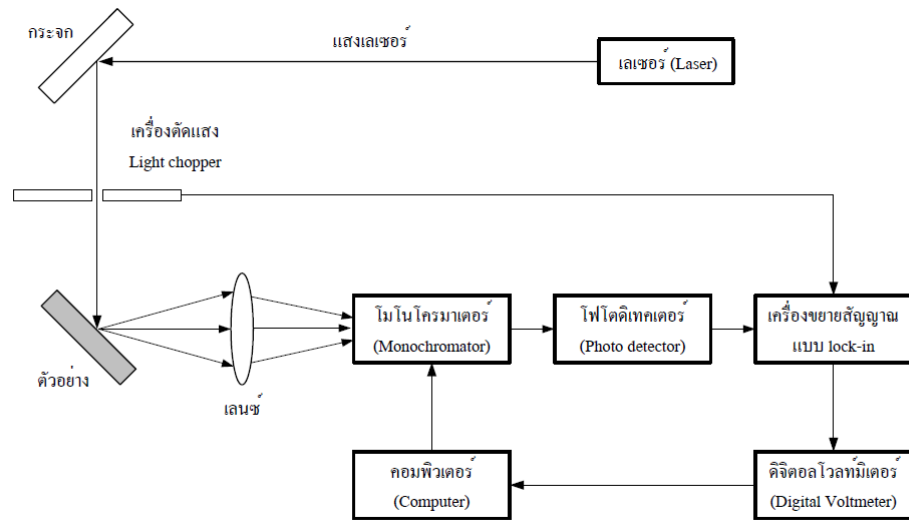 กระจก
แสงเลเซอร์
เลเซอร์ (Laser)
เครื่องตัดแสง
Light chopper
โมโนโครมาเตอร์
(Monochromator)
โฟโตดิเทคเตอร์
(Photo detector)
เครื่องขยายสัญญาณ
แบบ lock-in
ตัวอย่าง
เลนซ์
คอมพิวเตอร์
(Computer)
ดิจิตอลโวลท์มิเตอร์
(Digital Voltmeter)